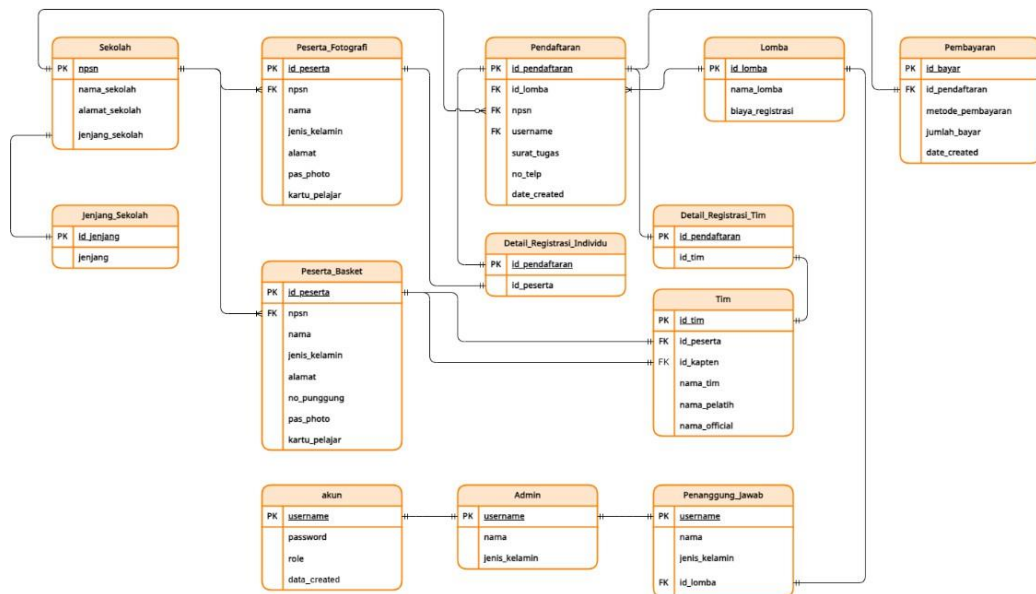 Sekolah
PK npsn
nama_sekolah
alamat_sekolah
jenjang_sekolah
Peserta_Fotografi
PK id_peserta
FK npsn
nama
jenis_kelamin
alamat
pas_photo
kartu_pelajar
Pendaftaran
PK id_pendaftaran
FK id_lomba
FK npsn
FK username
surat_tugas
no_telp
date_created
Lomba
PK id_lomba
nama_lomba
biaya_registrasi
Pembayaran
PK id_bayar
FK id_pendaftaran
metode_pembayaran
jumlah_bayar
date_created
Jenjang_Sekolah
PK id_jenjang
jenjang
Detail_Registrasi_Individu
PK id_pendaftaran
id_peserta
Detail_Registrasi_Tim
PK id_pendaftaran
id_tim
Peserta_Basket
PK id_peserta
FK npsn
nama
jenis_kelamin
alamat
no_punggung
pas_photo
kartu_pelajar
Tim
PK id_tim
FK id_peserta
FK id_kapten
nama_tim
nama_pelatih
nama_official
akun
PK username
password
role
data_created
Admin
PK username
nama
jenis_kelamin
Penanggung_Jawab
PK username
nama
jenis_kelamin
FK id_lomba